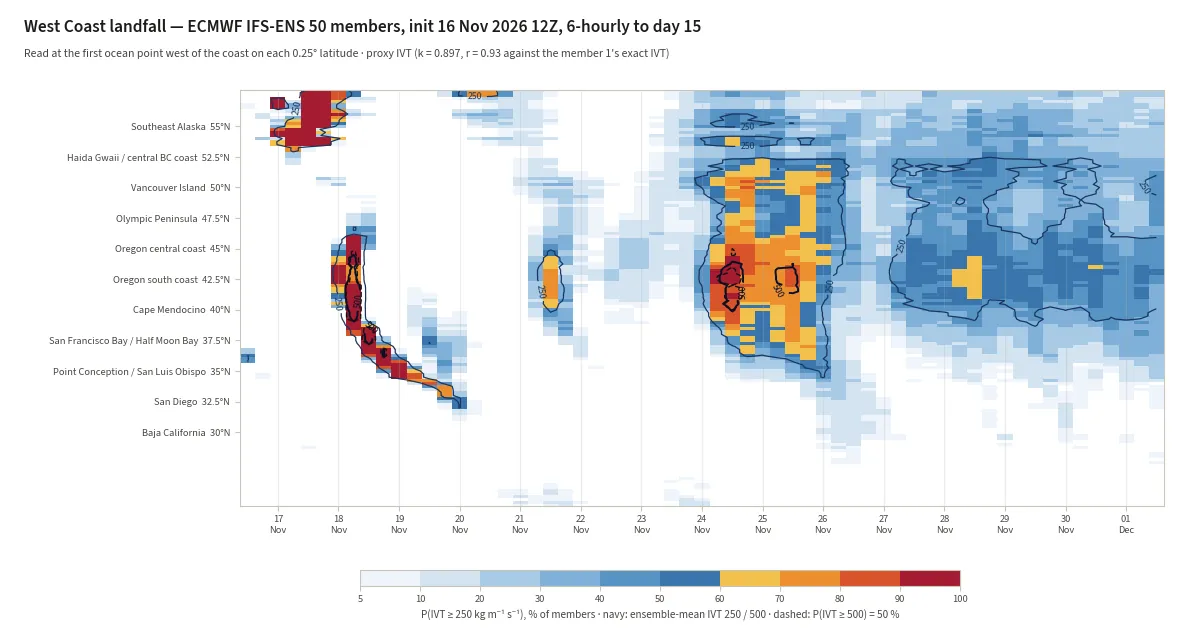 West Coast landfall — ECMWF IFS-ENS 50 members, init 16 Nov 2026 12Z, 6-hourly to day 15
Read at the first ocean point west of the coast on each 0.25° latitude · proxy IVT (k = 0.897, r = 0.93 against the member 1's exact IVT)
250
250
250
250
Southeast Alaska 55°N
Haida Gwaii / central BC coast 52.5°N
Vancouver Island 50°N
250
Olympic Peninsula 47.5°N
Oregon central coast 45°N
250
Oregon south coast 42.5°N
250
500
250
Cape Mendocino 40°N
San Francisco Bay / Half Moon Bay 37.5°N
Point Conception / San Luis Obispo 35°N
San Diego 32.5°N
Baja California 30°N
17 18 19 20 21 22 23 24 25 26 27 28 29 30 01
Nov Nov Nov Nov Nov Nov Nov Nov Nov Nov Nov Nov Nov Nov Dec
5 10 20 30 40 50 60 70 80 90 100
P(IVT ≥ 250 kg m⁻¹ s⁻¹), % of members · navy: ensemble-mean IVT 250 / 500 · dashed: P(IVT ≥ 500) = 50 %